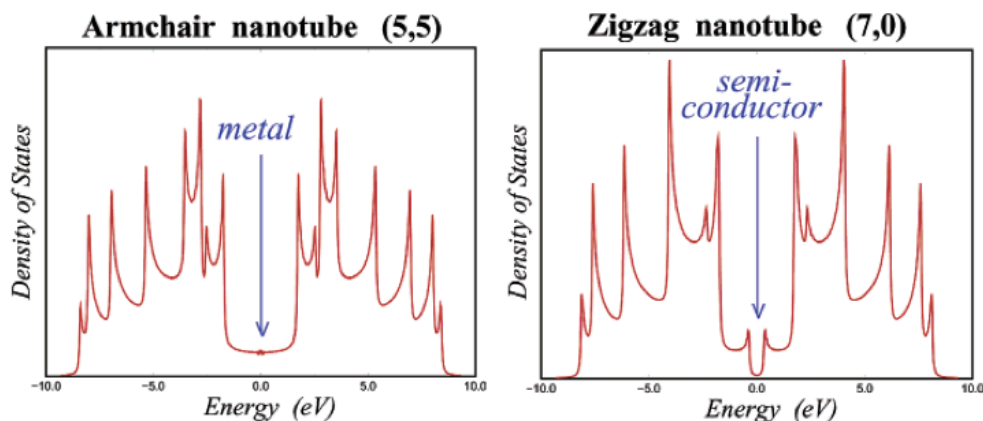 Armchair nanotube (5,5)
Density of States
metal
−10.0 −5.0 0.0 5.0 10.0
Energy (eV)
Zigzag nanotube (7,0)
Density of States
semi-
conductor
−10.0 −5.0 0.0 5.0 10.0
Energy (eV)